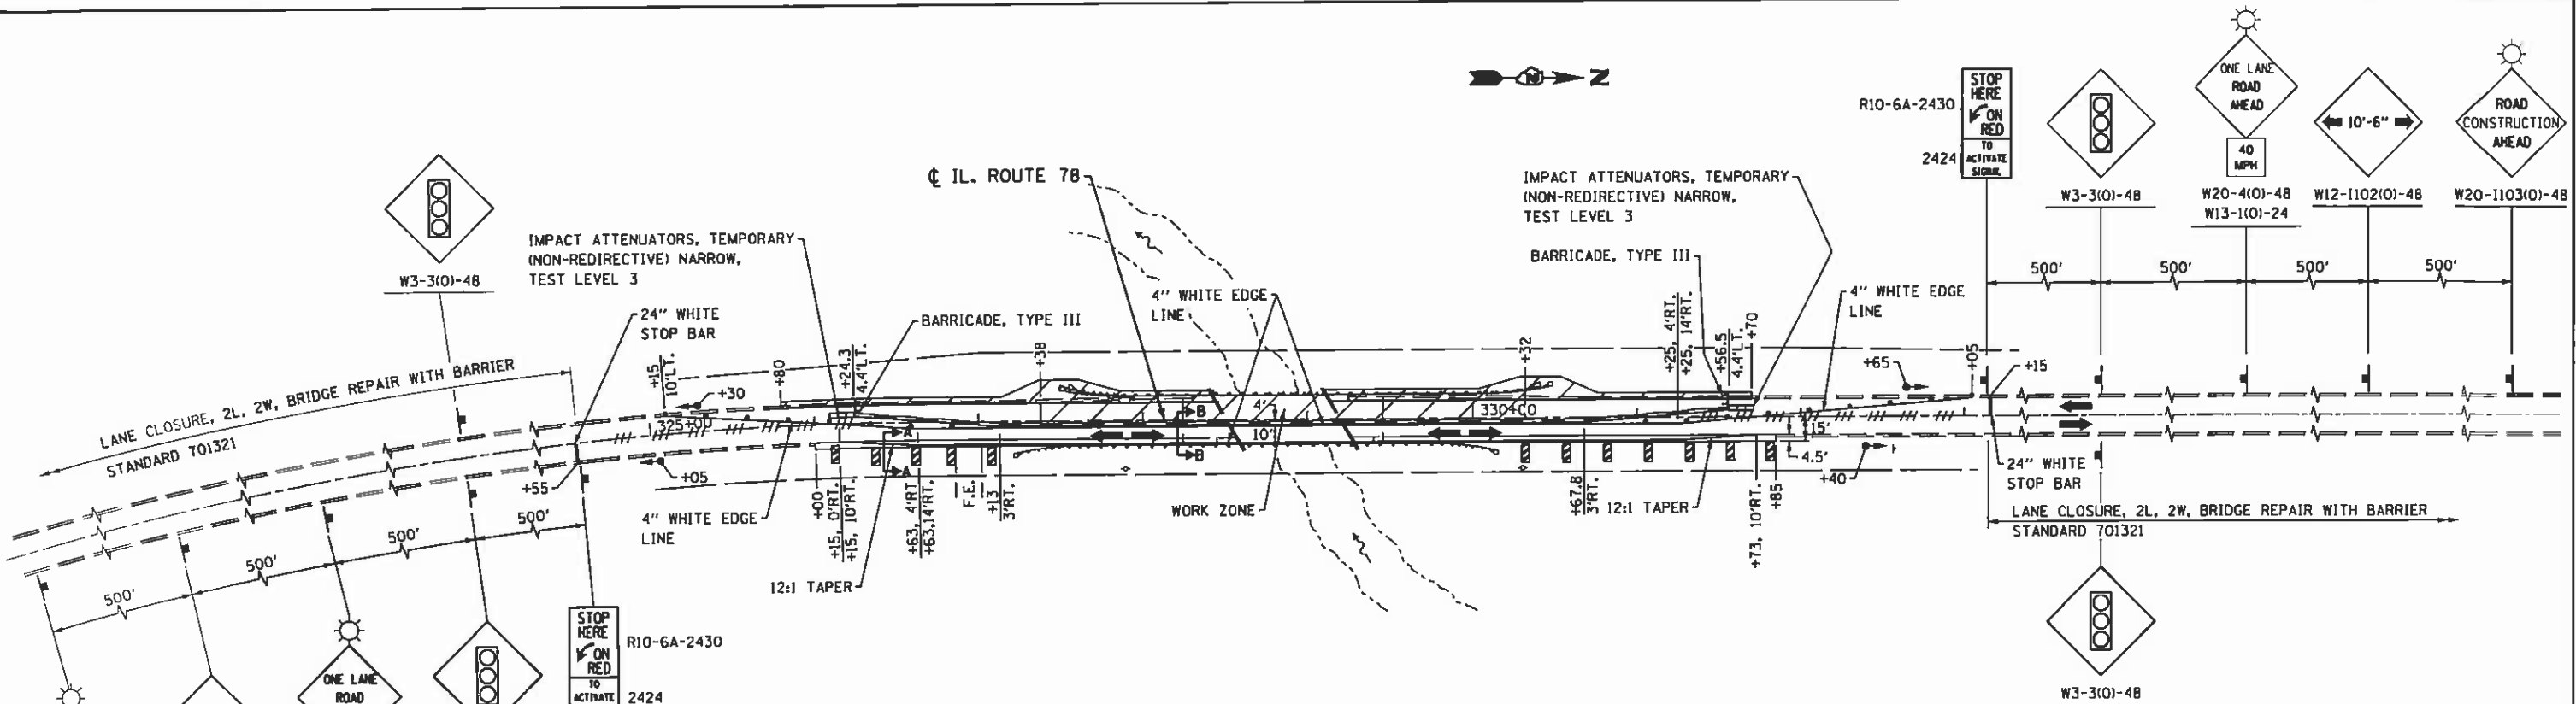 N
STOP
HERE
ON
RED
TO
ACTIVATE
SIGNAL
R10-6A-2430
2424
W3-3(O)-48
ONE LANE
ROAD
AHEAD
40
MPH
W20-4(O)-48
W13-1(O)-24
10'-6"
W12-I102(O)-48
ROAD
CONSTRUCTION
AHEAD
W20-I103(O)-48
500'
500'
500'
500'
W3-3(O)-48
IMPACT ATTENUATORS, TEMPORARY
(NON-REDIRECTIVE) NARROW,
TEST LEVEL 3
24" WHITE
STOP BAR
BARRICADE, TYPE III
℄ IL. ROUTE 78
4" WHITE EDGE
LINE
IMPACT ATTENUATORS, TEMPORARY
(NON-REDIRECTIVE) NARROW,
TEST LEVEL 3
BARRICADE, TYPE III
4" WHITE EDGE
LINE
LANE CLOSURE, 2L, 2W, BRIDGE REPAIR WITH BARRIER
STANDARD 701321
+15
10'LT.
+30
+80
+24.3
4.4'LT.
+38
+32
+25, 4'RT.
+25, 14'RT.
+56.5
4.4'LT.
+70
+65
+05
+15
325+00
330+00
4'
10'
B
B
A
A
15'
4.5'
+55
+05
+00
+15, 0'RT.
+15, 10'RT.
+63, 4'RT
+63,14'RT.
F.E.
+13
3'RT.
+67.8
3'RT.
12:1 TAPER
+73, 10'RT.
+85
+40
24" WHITE
STOP BAR
LANE CLOSURE, 2L, 2W, BRIDGE REPAIR WITH BARRIER
STANDARD 701321
4" WHITE EDGE
LINE
12:1 TAPER
WORK ZONE
500'
500'
500'
500'
ONE LANE
ROAD
STOP
HERE
ON
RED
TO
ACTIVATE
R10-6A-2430
2424
W3-3(O)-48